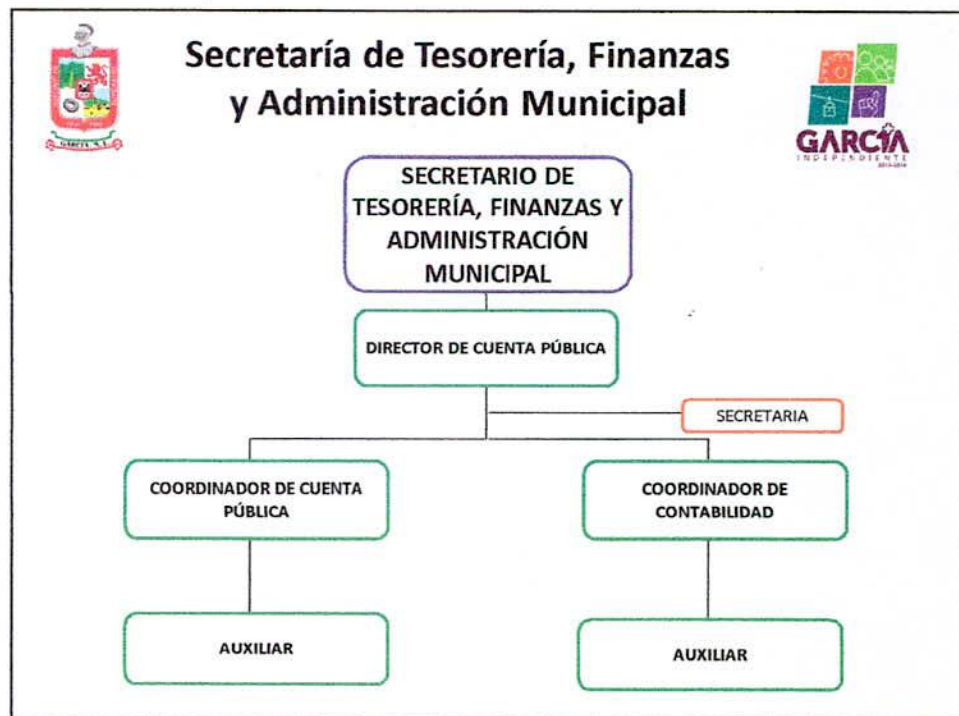 Secretaría de Tesorería, Finanzas
y Administración Municipal
GARCÍA, N. L.
GARCÍA
INDEPENDIENTE
SECRETARIO DE
TESORERÍA, FINANZAS Y
ADMINISTRACIÓN
MUNICIPAL
DIRECTOR DE CUENTA PÚBLICA
SECRETARIA
COORDINADOR DE CUENTA
PÚBLICA
COORDINADOR DE
CONTABILIDAD
AUXILIAR
AUXILIAR